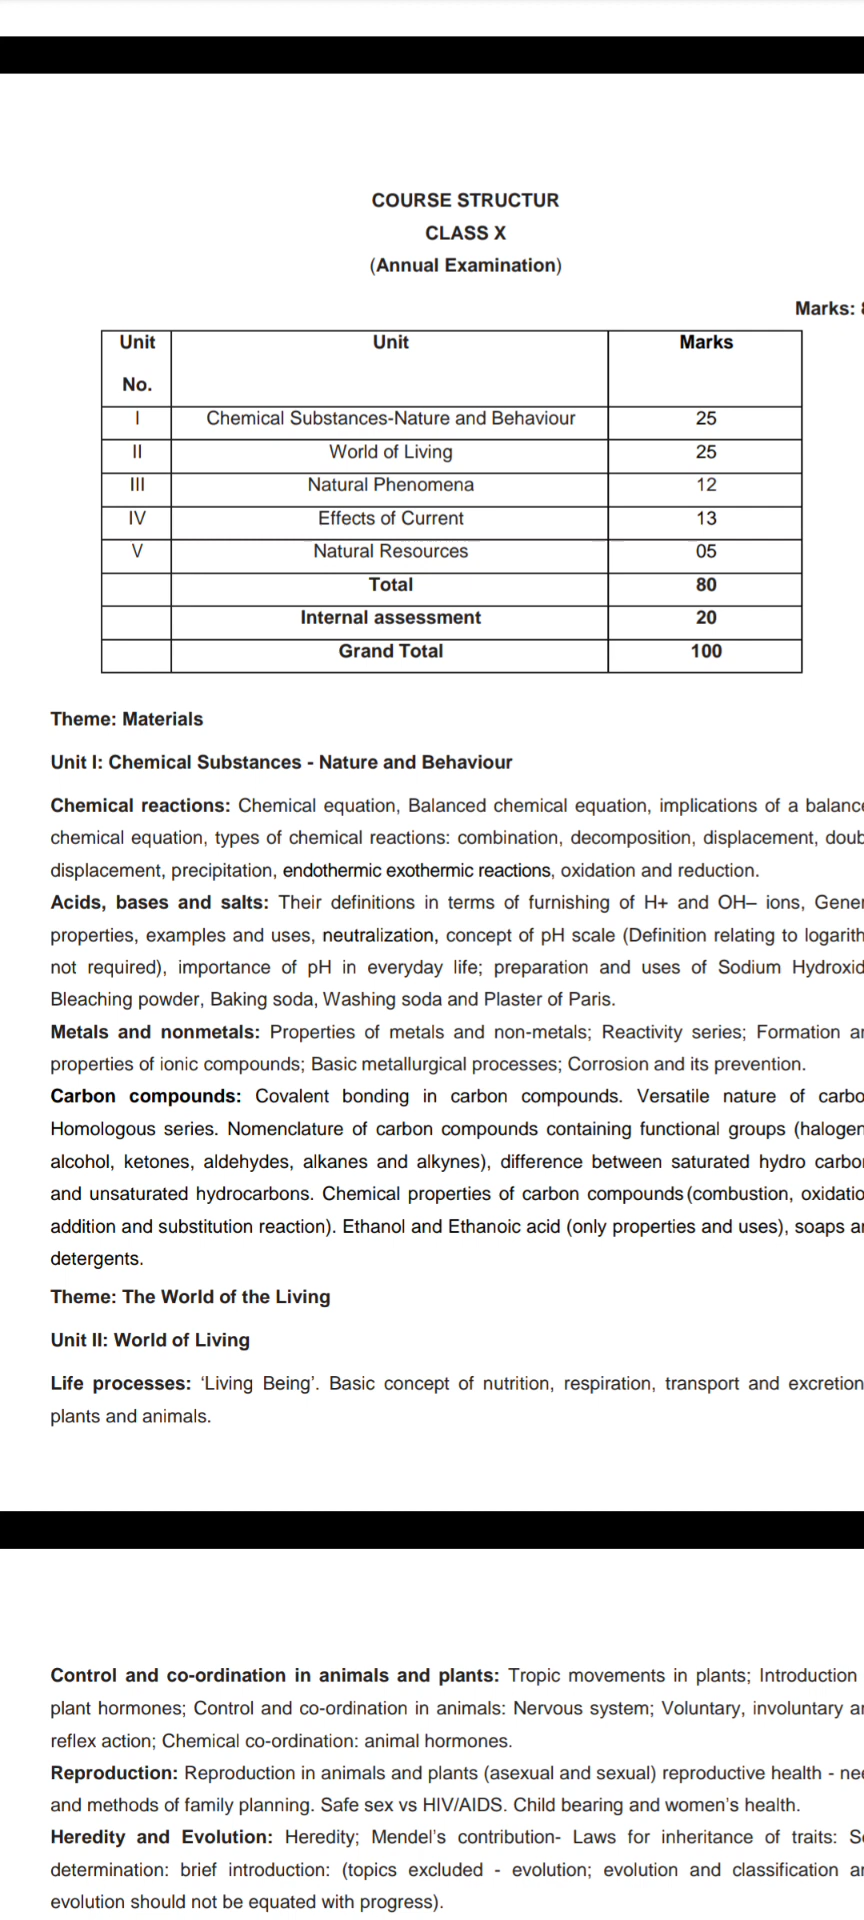 COURSE STRUCTUR
CLASS X
(Annual Examination)
Marks:
Unit No. Unit Marks
I Chemical Substances-Nature and Behaviour 25
II World of Living 25
III Natural Phenomena 12
IV Effects of Current 13
V Natural Resources 05
Total 80
Internal assessment 20
Grand Total 100
Theme: Materials
Unit I: Chemical Substances - Nature and Behaviour
Chemical reactions: Chemical equation, Balanced chemical equation, implications of a balance
chemical equation, types of chemical reactions: combination, decomposition, displacement, doub
displacement, precipitation, endothermic exothermic reactions, oxidation and reduction.
Acids, bases and salts: Their definitions in terms of furnishing of H+ and OH– ions, Gener
properties, examples and uses, neutralization, concept of pH scale (Definition relating to logarith
not required), importance of pH in everyday life; preparation and uses of Sodium Hydroxid
Bleaching powder, Baking soda, Washing soda and Plaster of Paris.
Metals and nonmetals: Properties of metals and non-metals; Reactivity series; Formation a
properties of ionic compounds; Basic metallurgical processes; Corrosion and its prevention.
Carbon compounds: Covalent bonding in carbon compounds. Versatile nature of carbo
Homologous series. Nomenclature of carbon compounds containing functional groups (halogen
alcohol, ketones, aldehydes, alkanes and alkynes), difference between saturated hydro carbo
and unsaturated hydrocarbons. Chemical properties of carbon compounds (combustion, oxidatio
addition and substitution reaction). Ethanol and Ethanoic acid (only properties and uses), soaps a
detergents.
Theme: The World of the Living
Unit II: World of Living
Life processes: ‘Living Being’. Basic concept of nutrition, respiration, transport and excretion
plants and animals.
Control and co-ordination in animals and plants: Tropic movements in plants; Introduction
plant hormones; Control and co-ordination in animals: Nervous system; Voluntary, involuntary a
reflex action; Chemical co-ordination: animal hormones.
Reproduction: Reproduction in animals and plants (asexual and sexual) reproductive health - nee
and methods of family planning. Safe sex vs HIV/AIDS. Child bearing and women’s health.
Heredity and Evolution: Heredity; Mendel’s contribution- Laws for inheritance of traits: S
determination: brief introduction: (topics excluded - evolution; evolution and classification a
evolution should not be equated with progress).